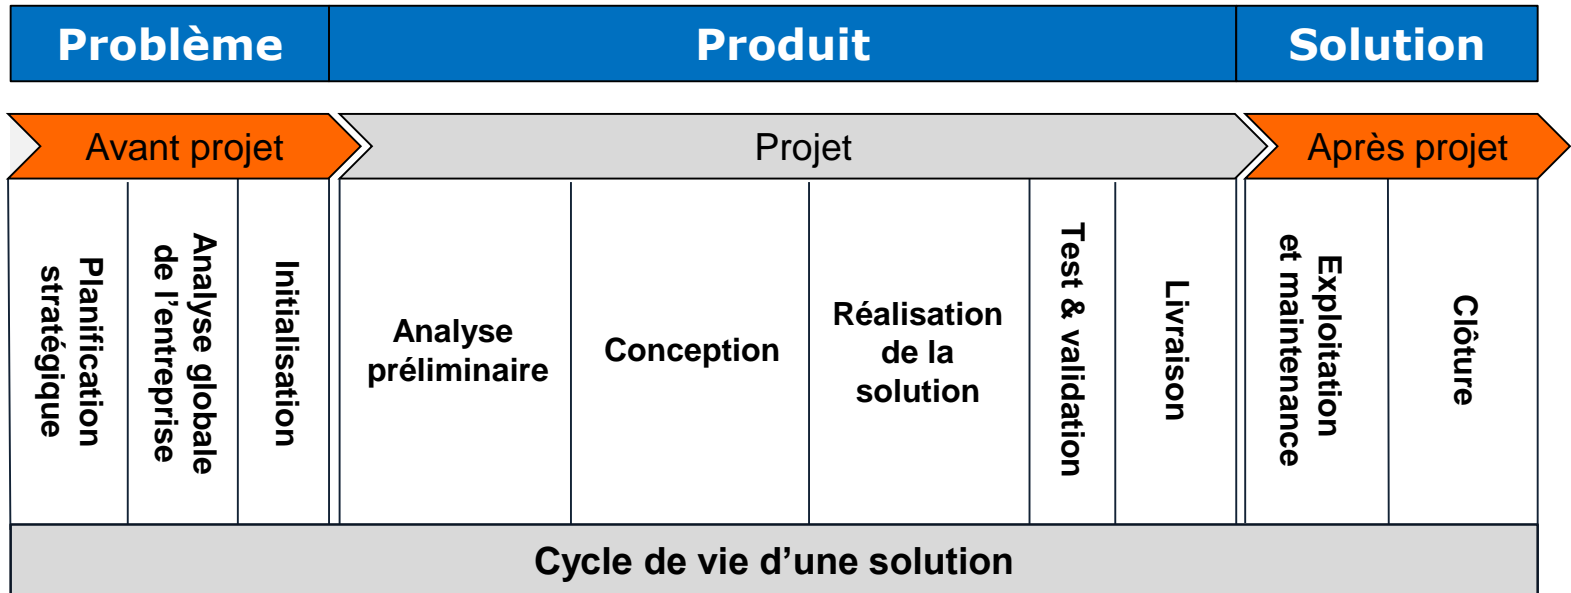 Problème
Produit
Solution
Avant projet
Projet
Après projet
Planification
stratégique
Analyse globale
de l’entreprise
Initialisation
Analyse
préliminaire
Conception
Réalisation
de la
solution
Test & validation
Livraison
Exploitation
et maintenance
Clôture
Cycle de vie d’une solution